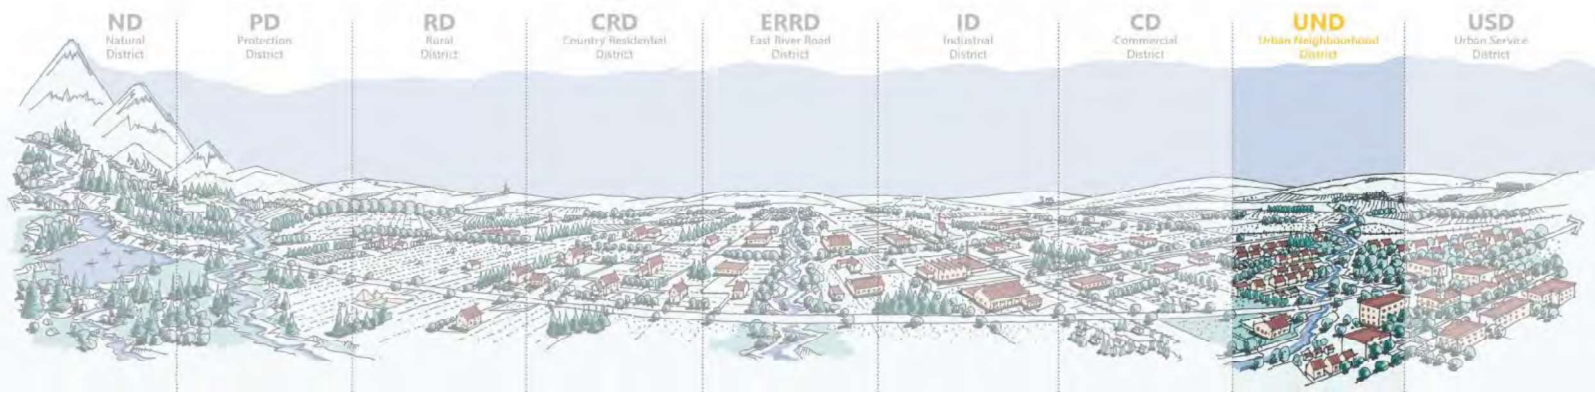 ND
Natural
District
PD
Protection
District
RD
Rural
District
CRD
Country Residential
District
ERRD
East River Road
District
ID
Industrial
District
CD
Commercial
District
UND
Urban Neighbourhood
District
USD
Urban Service
District